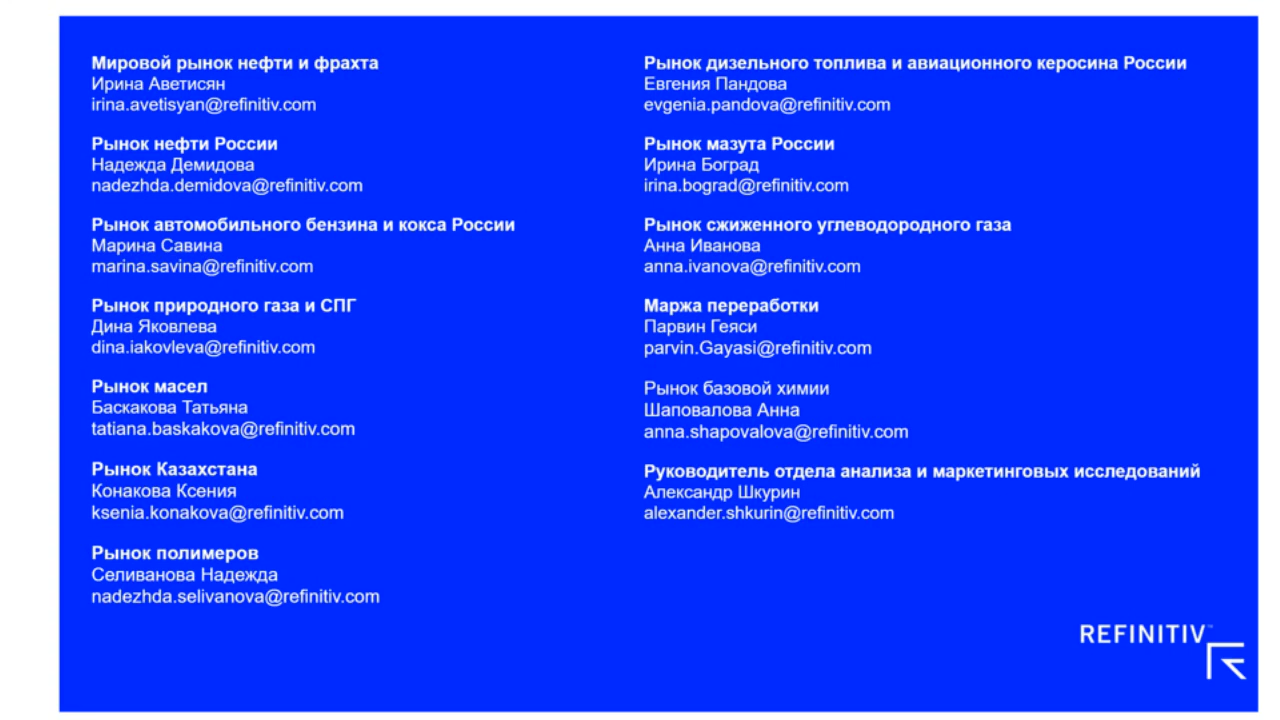 Мировой рынок нефти и фрахта
Ирина Аветисян
irina.avetisyan@refinitiv.com
Рынок нефти России
Надежда Демидова
nadezhda.demidova@refinitiv.com
Рынок автомобильного бензина и кокса России
Марина Савина
marina.savina@refinitiv.com
Рынок природного газа и СПГ
Дина Яковлева
dina.iakovleva@refinitiv.com
Рынок масел
Баскакова Татьяна
tatiana.baskakova@refinitiv.com
Рынок Казахстана
Конакова Ксения
ksenia.konakova@refinitiv.com
Рынок полимеров
Селиванова Надежда
nadezhda.selivanova@refinitiv.com
Рынок дизельного топлива и авиационного керосина России
Евгения Пандова
evgenia.pandova@refinitiv.com
Рынок мазута России
Ирина Боград
irina.bograd@refinitiv.com
Рынок сжиженного углеводородного газа
Анна Иванова
anna.ivanova@refinitiv.com
Маржа переработки
Парвин Геяси
parvin.Gayasi@refinitiv.com
Рынок базовой химии
Шаповалова Анна
anna.shapovalova@refinitiv.com
Руководитель отдела анализа и маркетинговых исследований
Александр Шкурин
alexander.shkurin@refinitiv.com
REFINITIV™